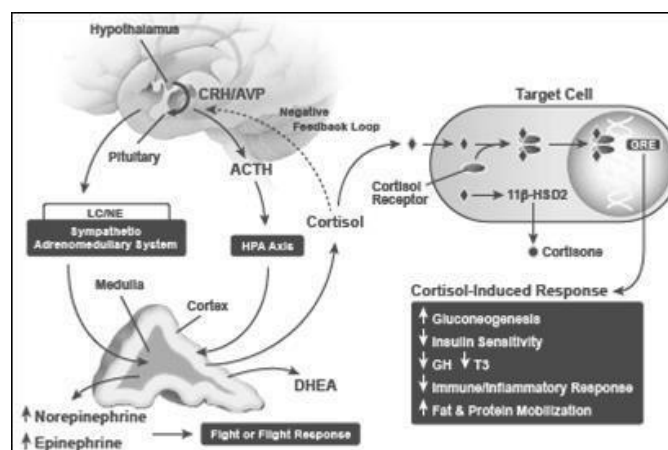 Hypothalamus
CRH/AVP
Negative
Feedback Loop
Pituitary
ACTH
LC/NE
Sympathetic
Adrenomedullary System
HPA Axis
Cortisol
Medulla
Cortex
DHEA
↑ Norepinephrine
↑ Epinephrine
Fight or Flight Response
Target Cell
GRE
Cortisol
Receptor
11β-HSD2
Cortisone
Cortisol-Induced Response
↑ Gluconeogenesis
↓ Insulin Sensitivity
↓ GH ↓ T3
↓ Immune/Inflammatory Response
↑ Fat & Protein Mobilization